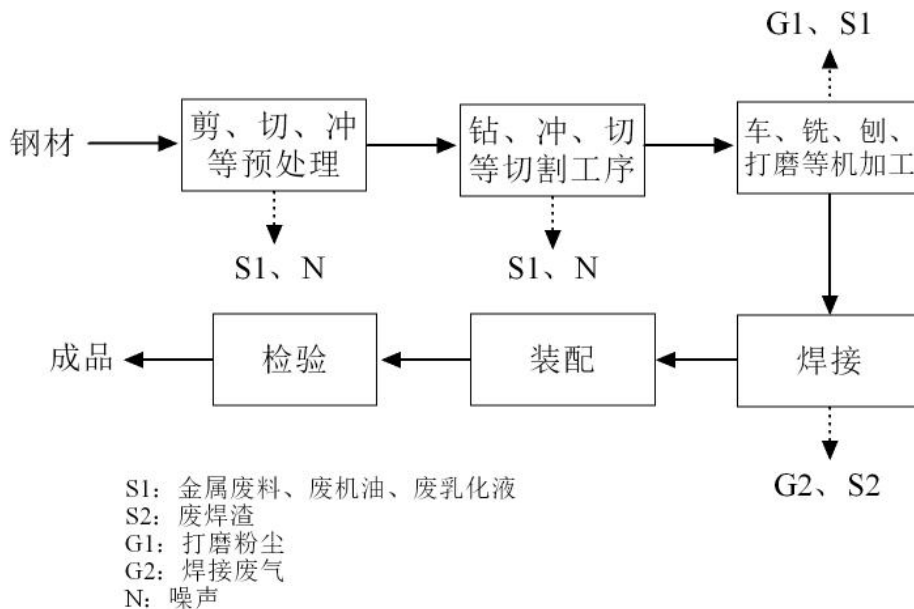 G1、S1
钢材
剪、切、冲
等预处理
钻、冲、切
等切割工序
车、铣、刨、
打磨等机加工
S1、N
S1、N
成品
检验
装配
焊接
G2、S2
S1：金属废料、废机油、废乳化液
S2：废焊渣
G1：打磨粉尘
G2：焊接废气
N：噪声